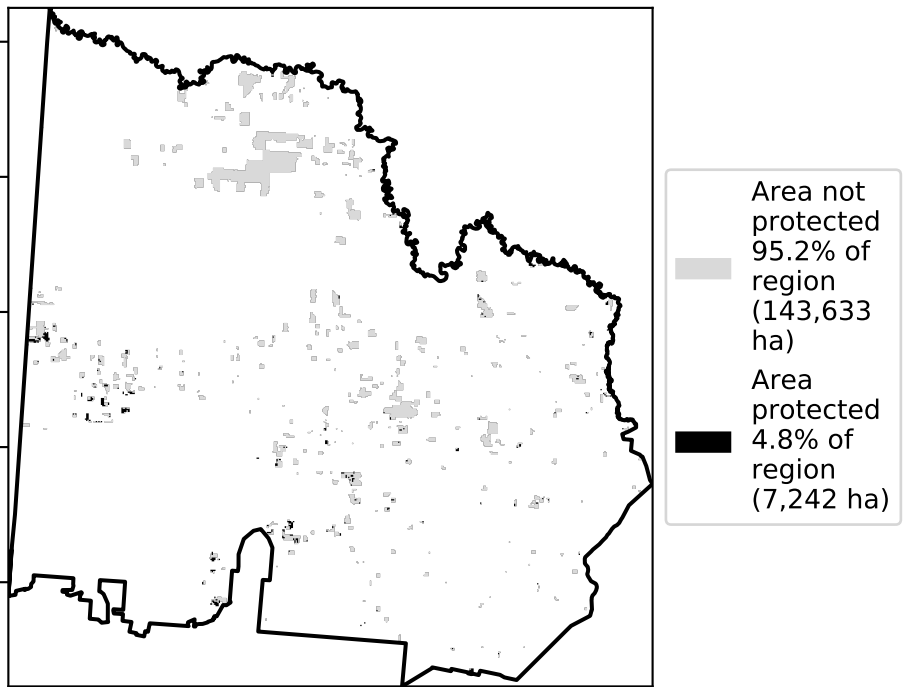 Area not
protected
95.2% of
region
(143,633
ha)
Area
protected
4.8% of
region
(7,242 ha)